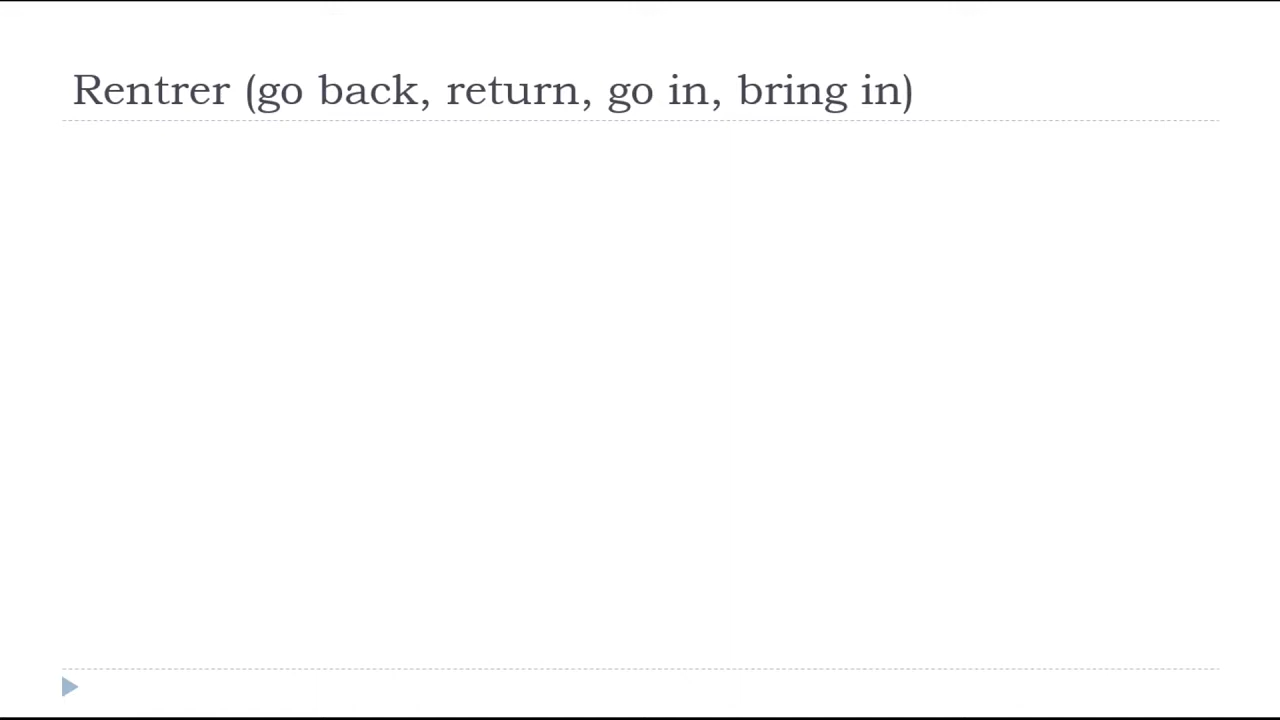 Rentrer (go back, return, go in, bring in)